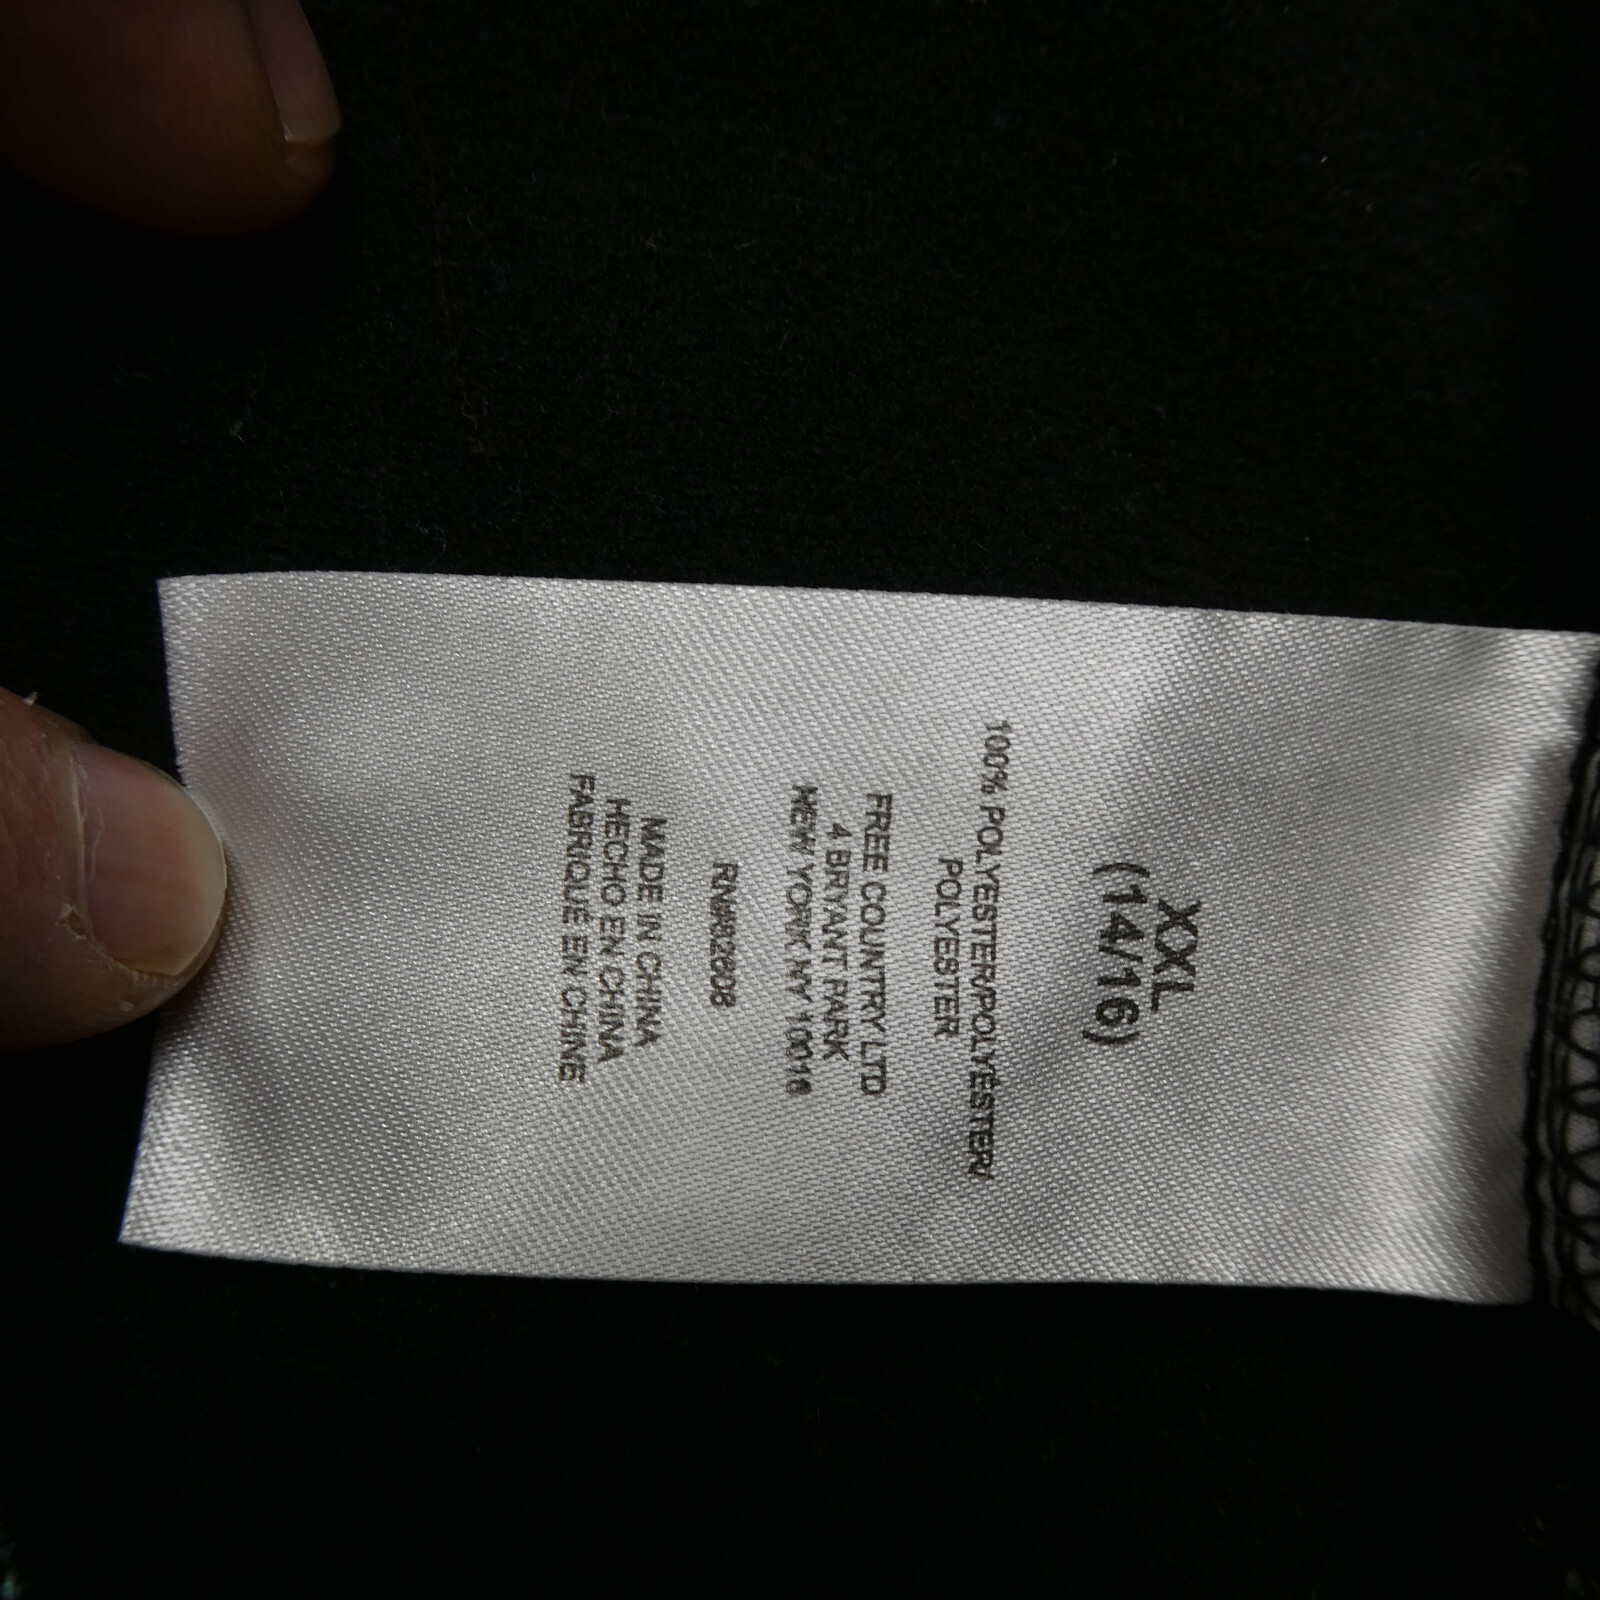 XXL
(14/16)
100% POLYESTER/POLYESTER/
POLYESTER
FREE COUNTRY LTD
4 BRYANT PARK
NEW YORK NY 10018
RN#82608
MADE IN CHINA
HECHO EN CHINA
FABRIQUE EN CHINE